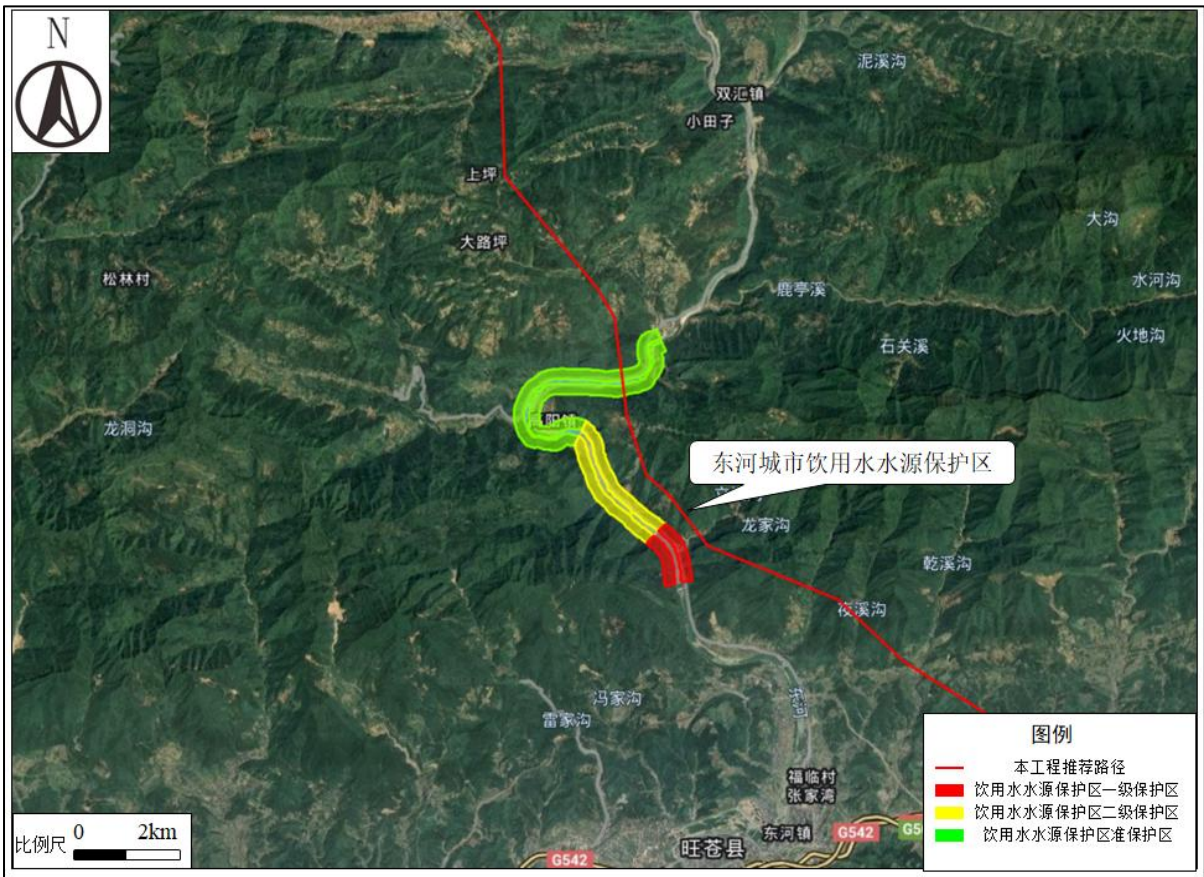 N
泥溪沟
双汇镇
小田子
上坪
大沟
大路坪
松林村
水河沟
鹿亭溪
火地沟
石关溪
龙洞沟
东河城市饮用水水源保护区
龙家沟
乾溪沟
夜溪沟
冯家沟
雷家沟
东河
福临村
张家湾
东河镇
G542
旺苍县
G542
比例尺 0 2km
图例
本工程推荐路径
饮用水水源保护区一级保护区
饮用水水源保护区二级保护区
饮用水水源保护区准保护区